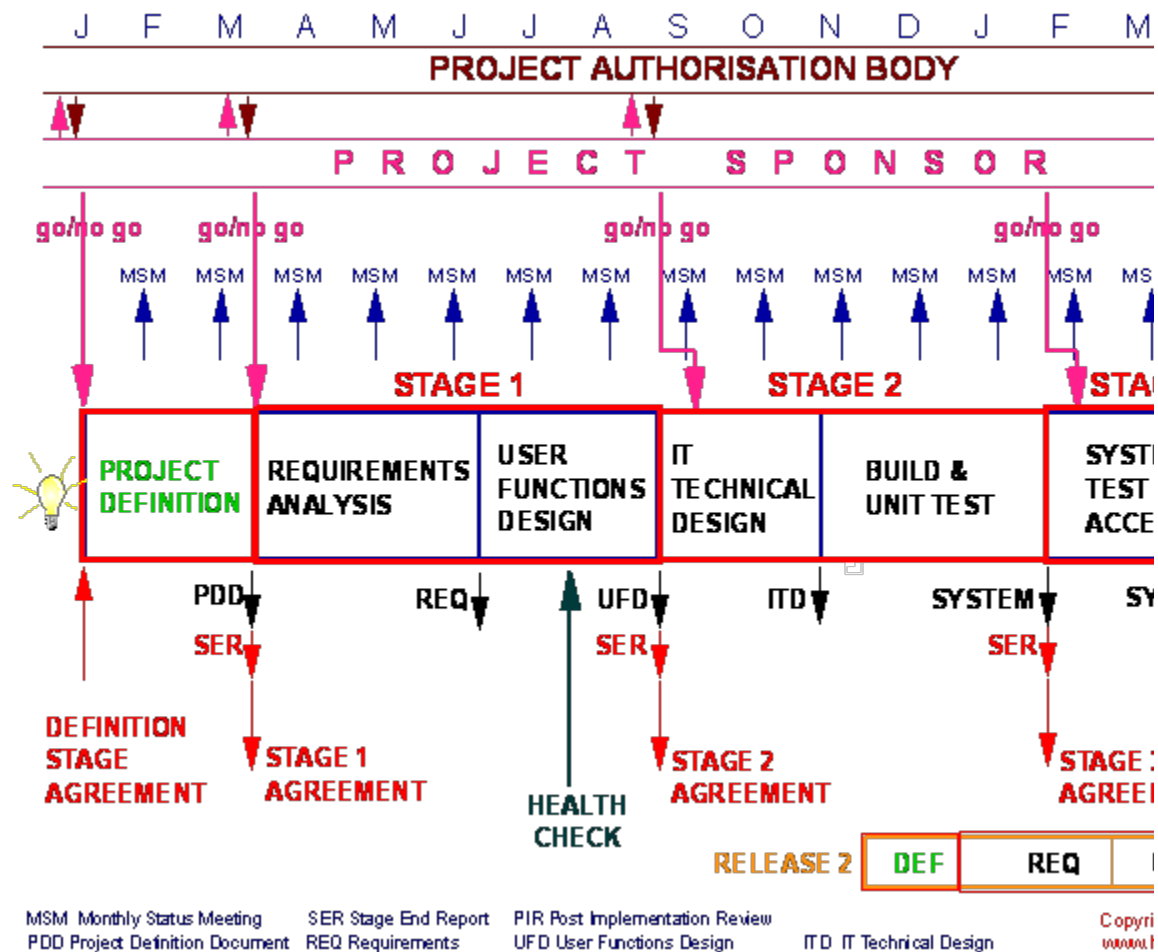 J F M A M J J A S O N D J F M
PROJECT AUTHORISATION BODY
PROJECT SPONSOR
go/no go go/no go go/no go go/no go
MSM MSM MSM MSM MSM MSM MSM MSM MSM MSM MSM MSM MSM
STAGE 1 STAGE 2
PROJECT
DEFINITION
REQUIREMENTS
ANALYSIS
USER
FUNCTIONS
DESIGN
IT
TECHNICAL
DESIGN
BUILD &
UNIT TEST
TEST
PDD REQ UFD ITD SYSTEM
SER SER SER
DEFINITION
STAGE
AGREEMENT
STAGE 1
AGREEMENT
HEALTH
CHECK
STAGE 2
AGREEMENT
STAGE
RELEASE 2 DEF REQ
MSM Monthly Status Meeting SER Stage End Report PIR Post Implementation Review
PDD Project Definition Document REQ Requirements UFD User Functions Design ITD IT Technical Design